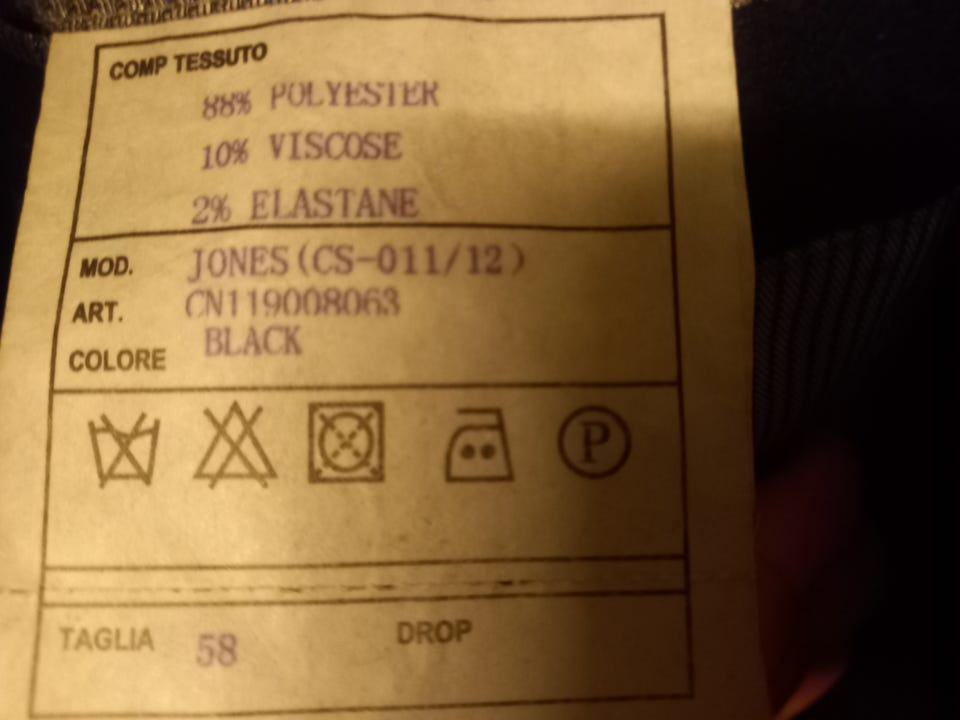 COMP TESSUTO
88% POLYESTER
10% VISCOSE
2% ELASTANE
MOD. JONES(CS-011/12)
ART. CN119008063
COLORE BLACK
P
TAGLIA 58 DROP